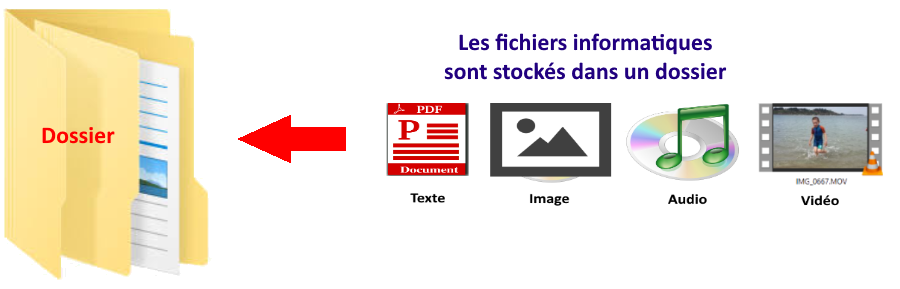 Les fichiers informatiques
sont stockés dans un dossier
Dossier
PDF
P
Document
IMG_0667.MOV
Texte
Image
Audio
Vidéo